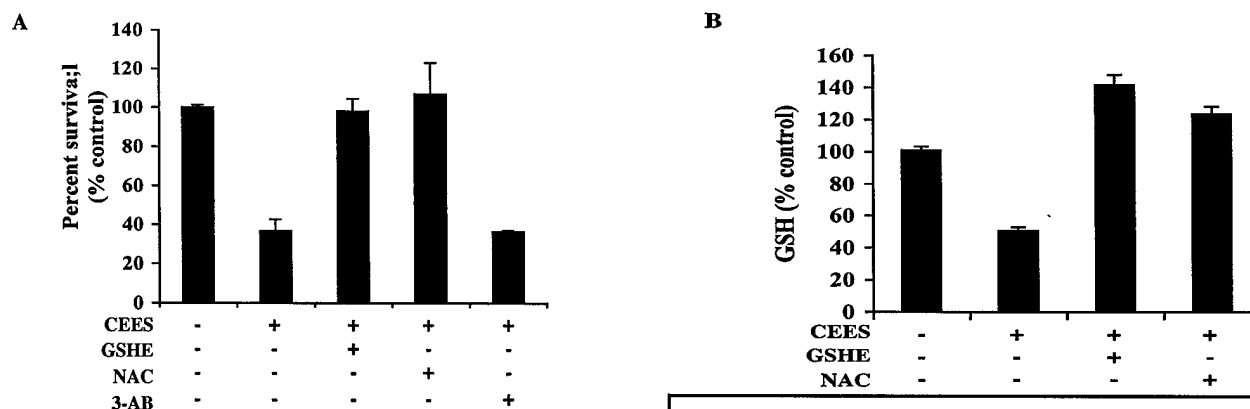 A
Percent surviva;l
(% control)
140
120
100
80
60
40
20
0
CEES - + + + +
GSHE - - + - -
NAC - - - + -
3-AB - - - - +
B
GSH (% control)
160
140
120
100
80
60
40
20
0
CEES - + + +
GSHE - - + -
NAC - - - +